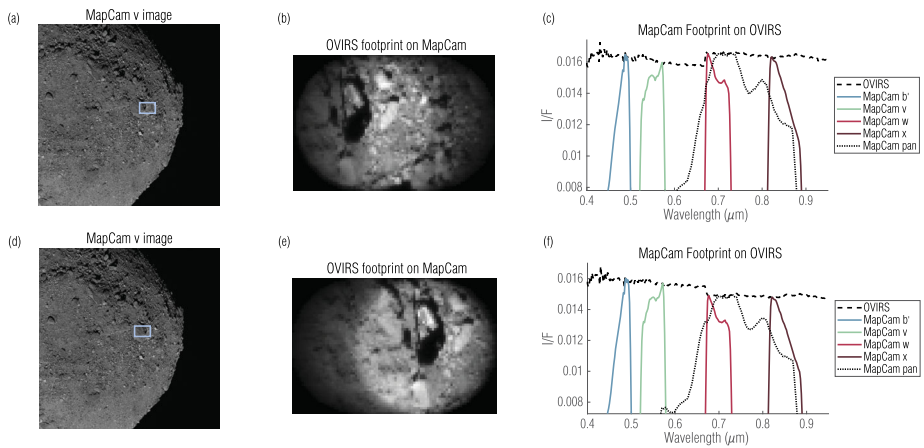 (a)
MapCam v image
(b)
OVIRS footprint on MapCam
(c)
MapCam Footprint on OVIRS
I/F
0.016
0.014
0.012
0.01
0.008
0.4
0.5
0.6
0.7
0.8
0.9
Wavelength (μm)
OVIRS
MapCam b'
MapCam v
MapCam w
MapCam x
MapCam pan
(d)
MapCam v image
(e)
OVIRS footprint on MapCam
(f)
MapCam Footprint on OVIRS
I/F
0.016
0.014
0.012
0.01
0.008
0.4
0.5
0.6
0.7
0.8
0.9
Wavelength (μm)
OVIRS
MapCam b'
MapCam v
MapCam w
MapCam x
MapCam pan